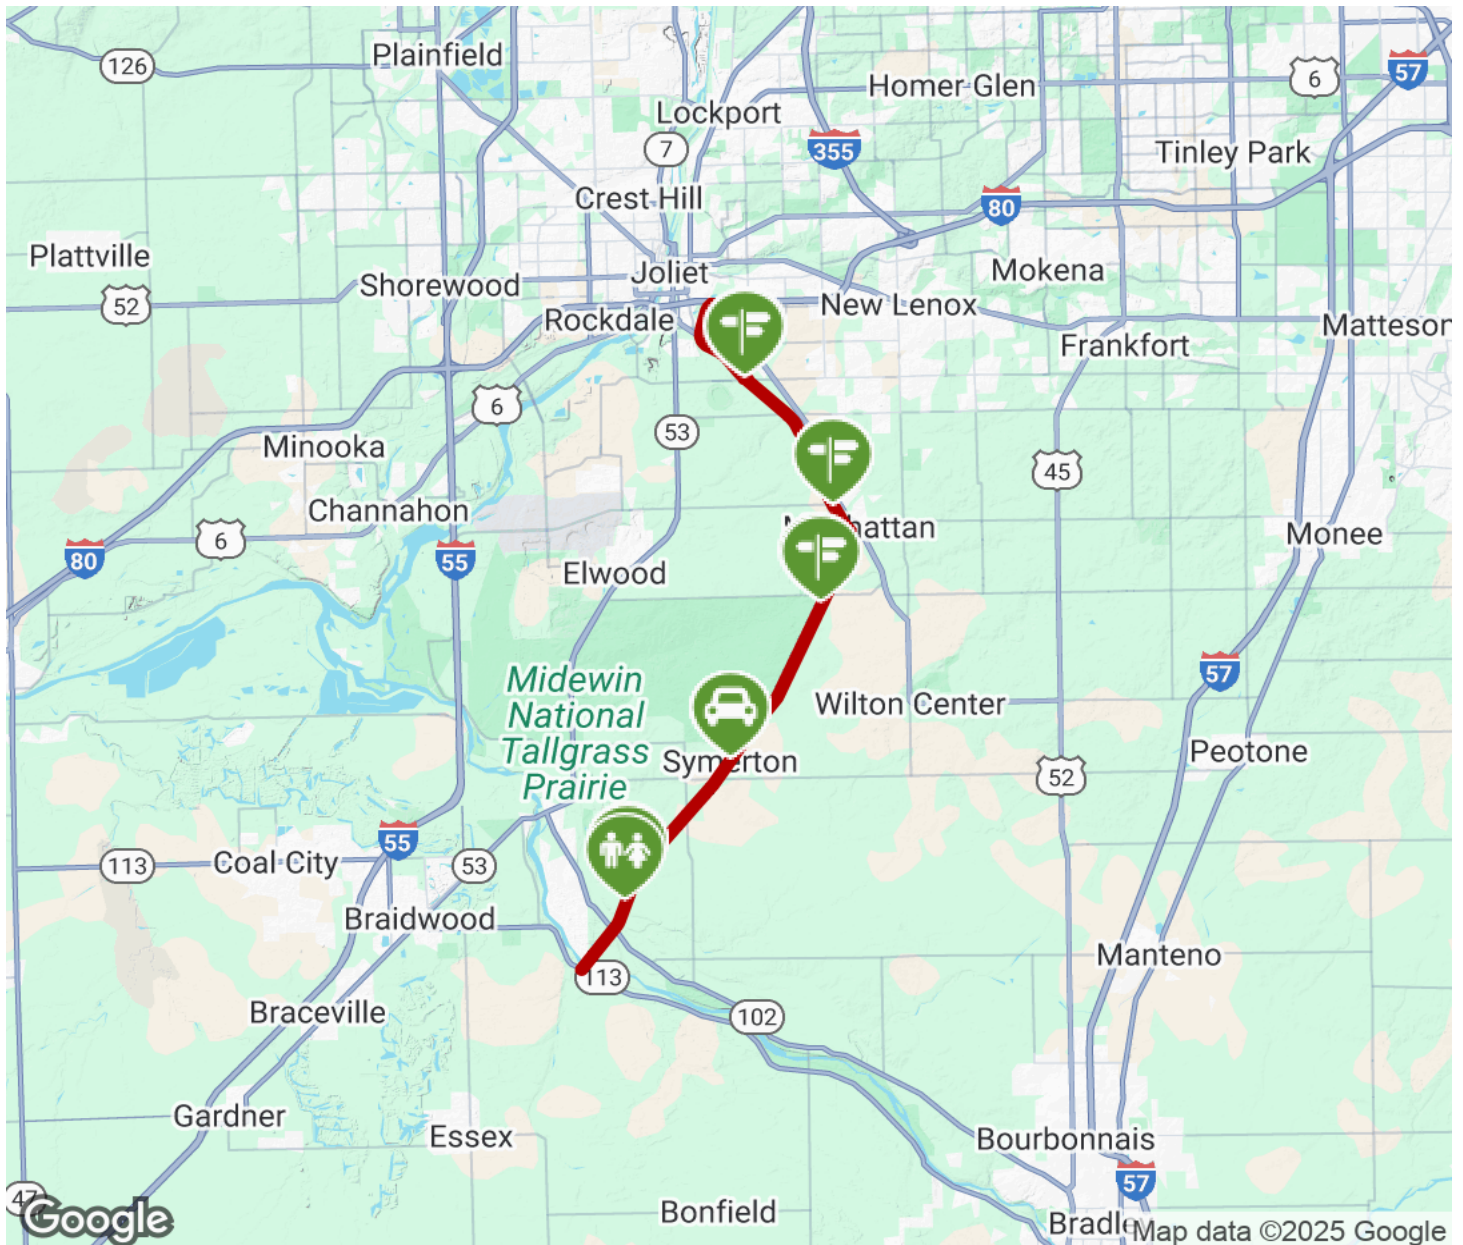 Plainfield
126
Homer Glen
6
57
Lockport
7
355
Tinley Park
Crest Hill
80
Plattville
Joliet
Mokena
Shorewood
52
New Lenox
Rockdale
Matteson
Frankfort
6
53
Minooka
45
Channahon
Manhattan
Monee
6
80
55
Elwood
57
Midewin
National
Tallgrass
Prairie
Wilton Center
Symerton
Peotone
52
55
Coal City
113
53
Braidwood
Manteno
113
Braceville
102
Gardner
Essex
Bourbonnais
57
47
Google
Bonfield
Map data ©2025 Google